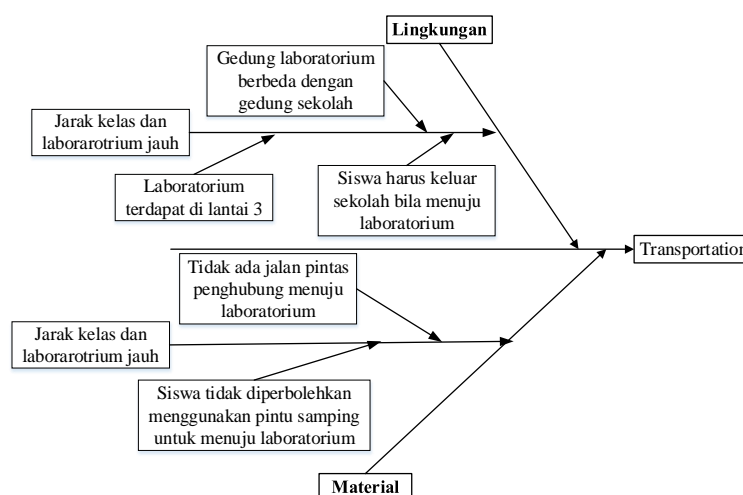 Lingkungan
Gedung laboratorium
berbeda dengan
gedung sekolah
Jarak kelas dan
laborarotrium jauh
Laboratorium
terdapat di lantai 3
Siswa harus keluar
sekolah bila menuju
laboratorium
Transportation
Tidak ada jalan pintas
penghubung menuju
laboratorium
Jarak kelas dan
laborarotrium jauh
Siswa tidak diperbolehkan
menggunakan pintu samping
untuk menuju laboratorium
Material